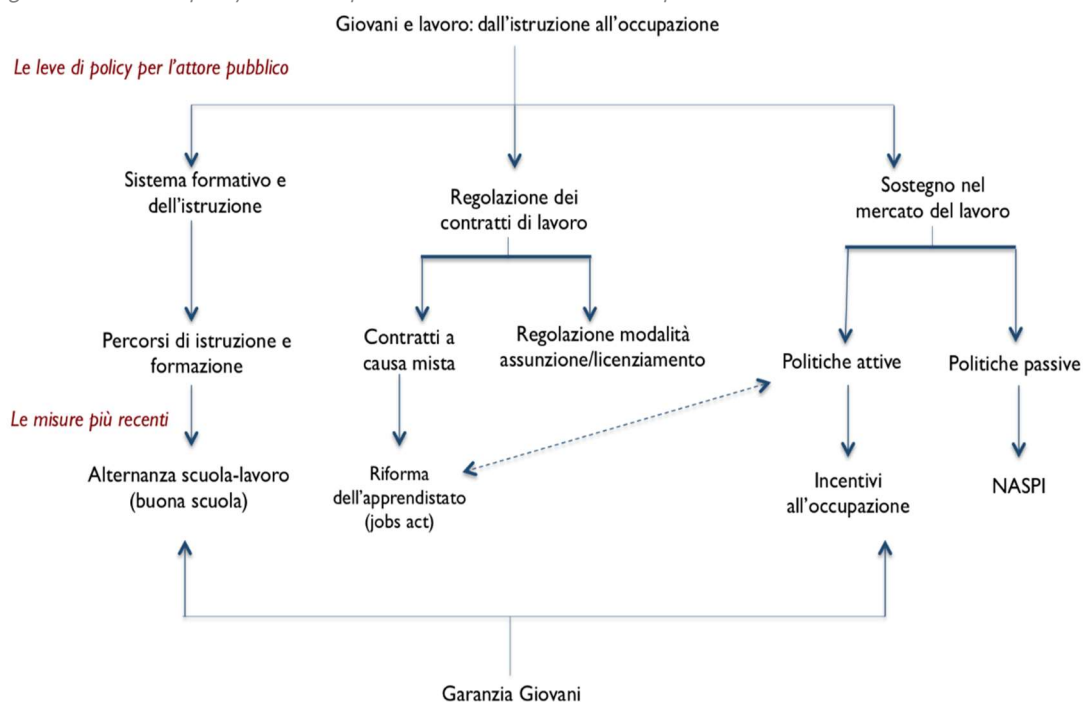 Giovani e lavoro: dall'istruzione all'occupazione
Le leve di policy per l'attore pubblico
Sistema formativo e
dell'istruzione
Regolazione dei
contratti di lavoro
Sostegno nel
mercato del lavoro
Percorsi di istruzione e
formazione
Contratti a
causa mista
Regolazione modalità
assunzione/licenziamento
Politiche attive
Politiche passive
Le misure più recenti
Alternanza scuola-lavoro
(buona scuola)
Riforma
dell'apprendistato
(jobs act)
Incentivi
all'occupazione
NASPI
Garanzia Giovani